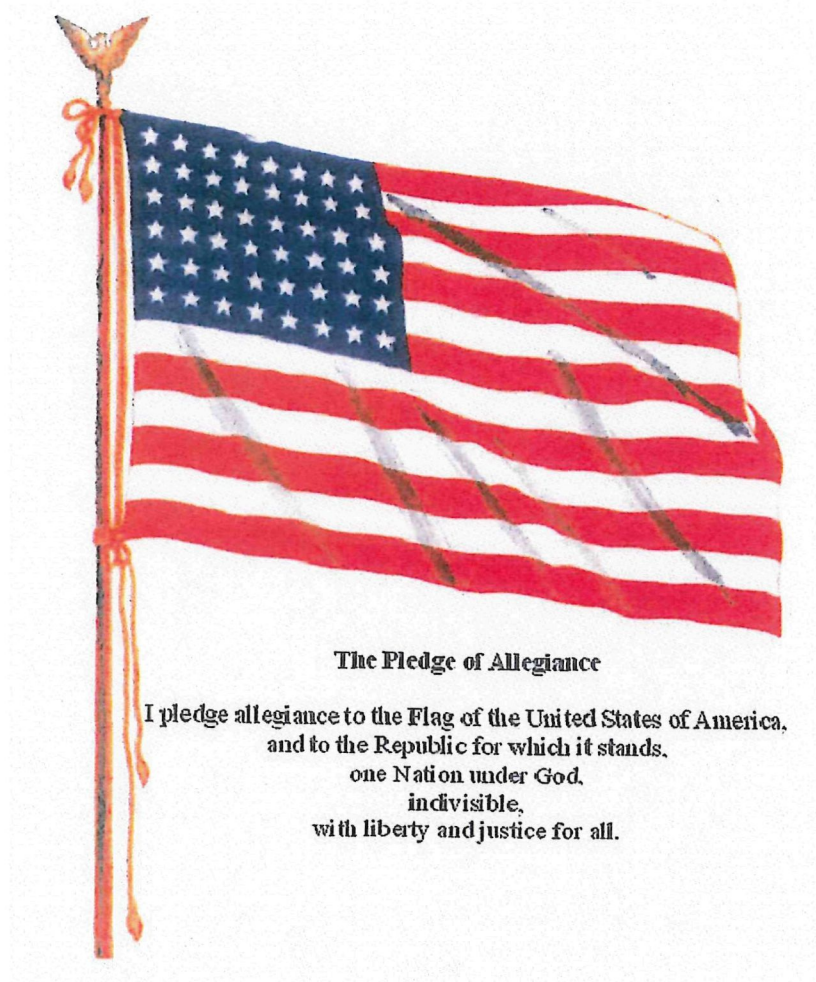 The Pledge of Allegiance
I pledge allegiance to the Flag of the United States of America,
and to the Republic for which it stands,
one Nation under God,
indivisible,
with liberty and justice for all.